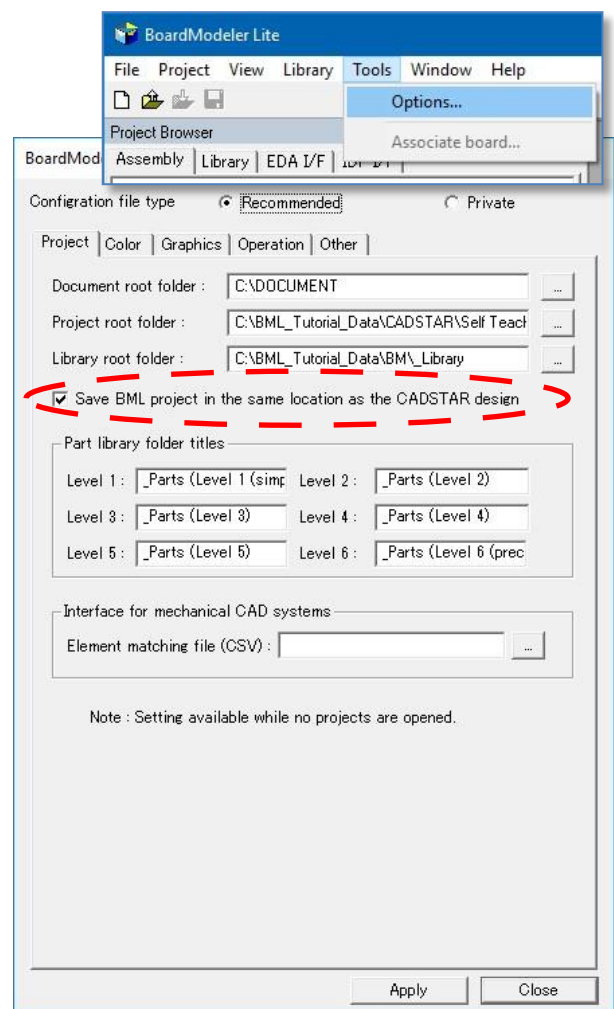 BoardModeler Lite
File Project View Library Tools Window Help
Options...
Associate board...
Project Browser
Assembly Library EDA I/F
Configration file type Recommended Private
Project Color Graphics Operation Other
Document root folder : C:\DOCUMENT ...
Project root folder : C:\BML_Tutorial_Data\CADSTAR\Self Teach ...
Library root folder : C:\BML_Tutorial_Data\BM\_Library ...
Save BML project in the same location as the CADSTAR design
Part library folder titles
Level 1 : _Parts (Level 1 (simp Level 2 : _Parts (Level 2)
Level 3 : _Parts (Level 3) Level 4 : _Parts (Level 4)
Level 5 : _Parts (Level 5) Level 6 : _Parts (Level 6 (prec
Interface for mechanical CAD systems
Element matching file (CSV) : ...
Note : Setting available while no projects are opened.
Apply Close